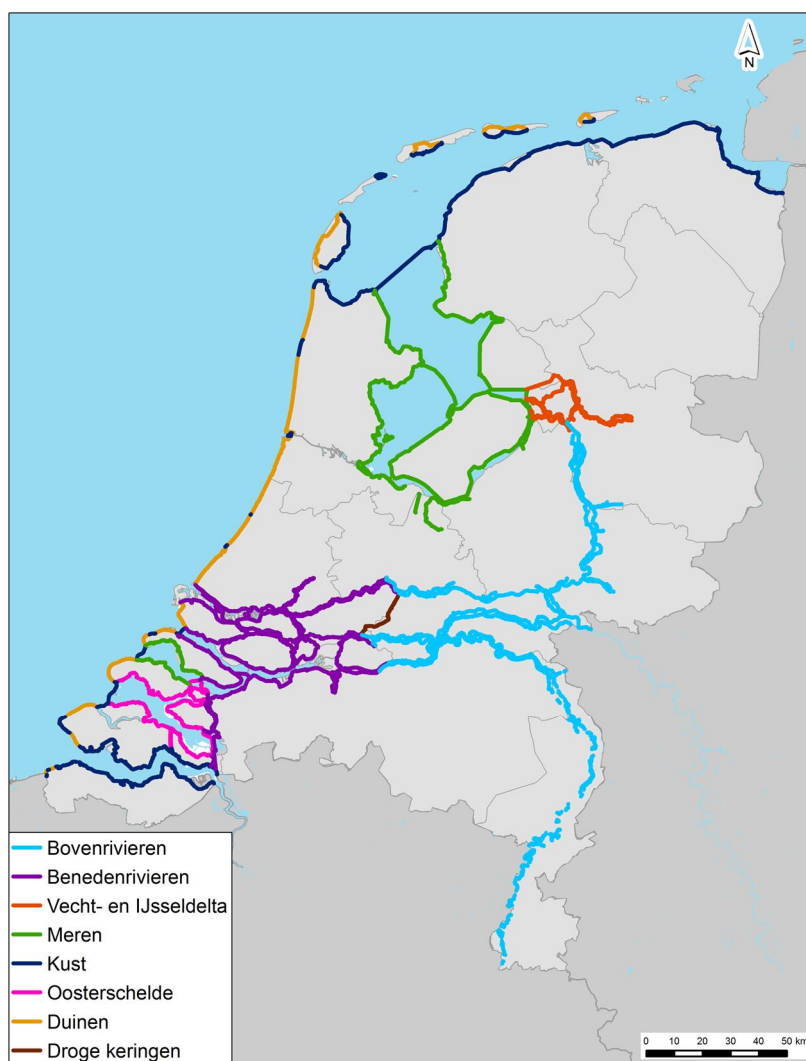 N
Bovenrivieren
Benedenrivieren
Vecht- en IJsseldelta
Meren
Kust
Oosterschelde
Duinen
Droge keringen
0 10 20 30 40 50 km